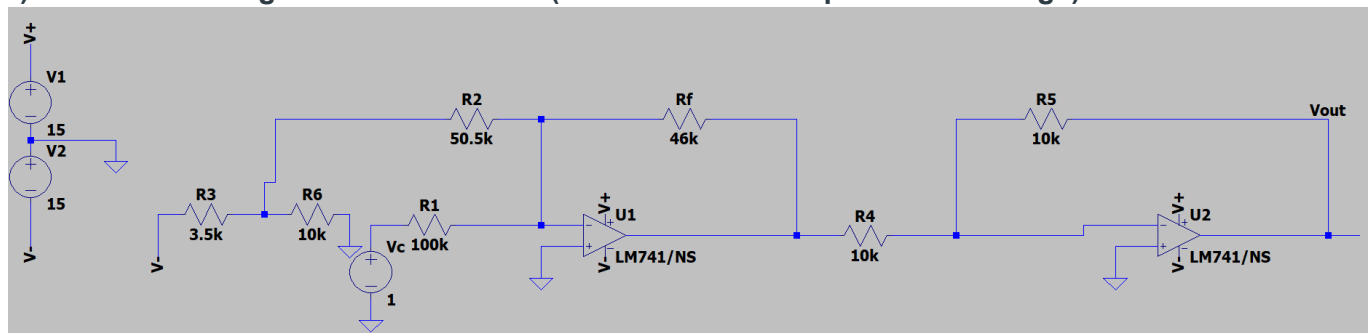 V+
V1
15
V2
15
V-
R2
50.5k
Rf
46k
R5
10k
Vout
R3
3.5k
R6
10k
V-
R1
100k
Vc
1
V+
U1
LM741/NS
V-
R4
10k
V+
U2
LM741/NS
V-